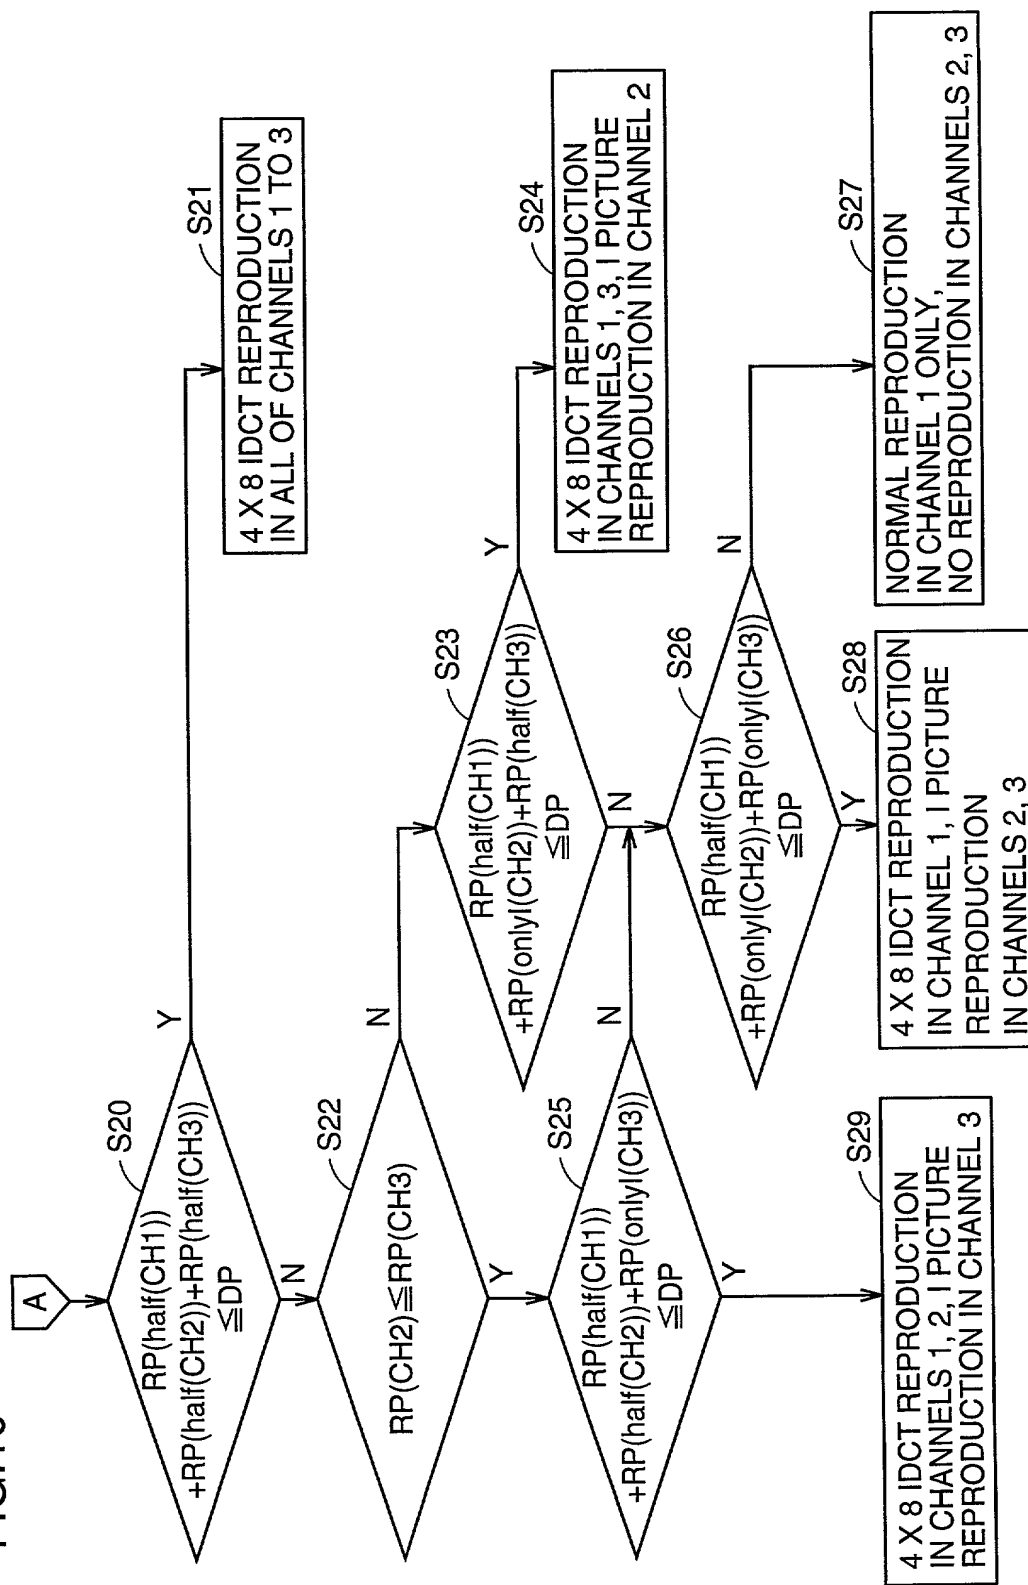 A
S20
RP(half(CH1))
+RP(half(CH2))+RP(half(CH3))
≦DP
Y
N
S21
4 X 8 IDCT REPRODUCTION
IN ALL OF CHANNELS 1 TO 3
S22
RP(CH2)≦RP(CH3)
N
Y
S23
RP(half(CH1))
+RP(onlyI(CH2))+RP(half(CH3))
≦DP
Y
N
S24
4 X 8 IDCT REPRODUCTION
IN CHANNELS 1, 3, I PICTURE
REPRODUCTION IN CHANNEL 2
S25
RP(half(CH1))
+RP(half(CH2))+RP(onlyI(CH3))
≦DP
N
Y
S26
RP(half(CH1))
+RP(onlyI(CH2))+RP(onlyI(CH3))
≦DP
N
Y
S27
NORMAL REPRODUCTION
IN CHANNEL 1 ONLY,
NO REPRODUCTION IN CHANNELS 2, 3
S28
4 X 8 IDCT REPRODUCTION
IN CHANNEL 1, I PICTURE
REPRODUCTION
IN CHANNELS 2, 3
S29
4 X 8 IDCT REPRODUCTION
IN CHANNELS 1, 2, I PICTURE
REPRODUCTION IN CHANNEL 3